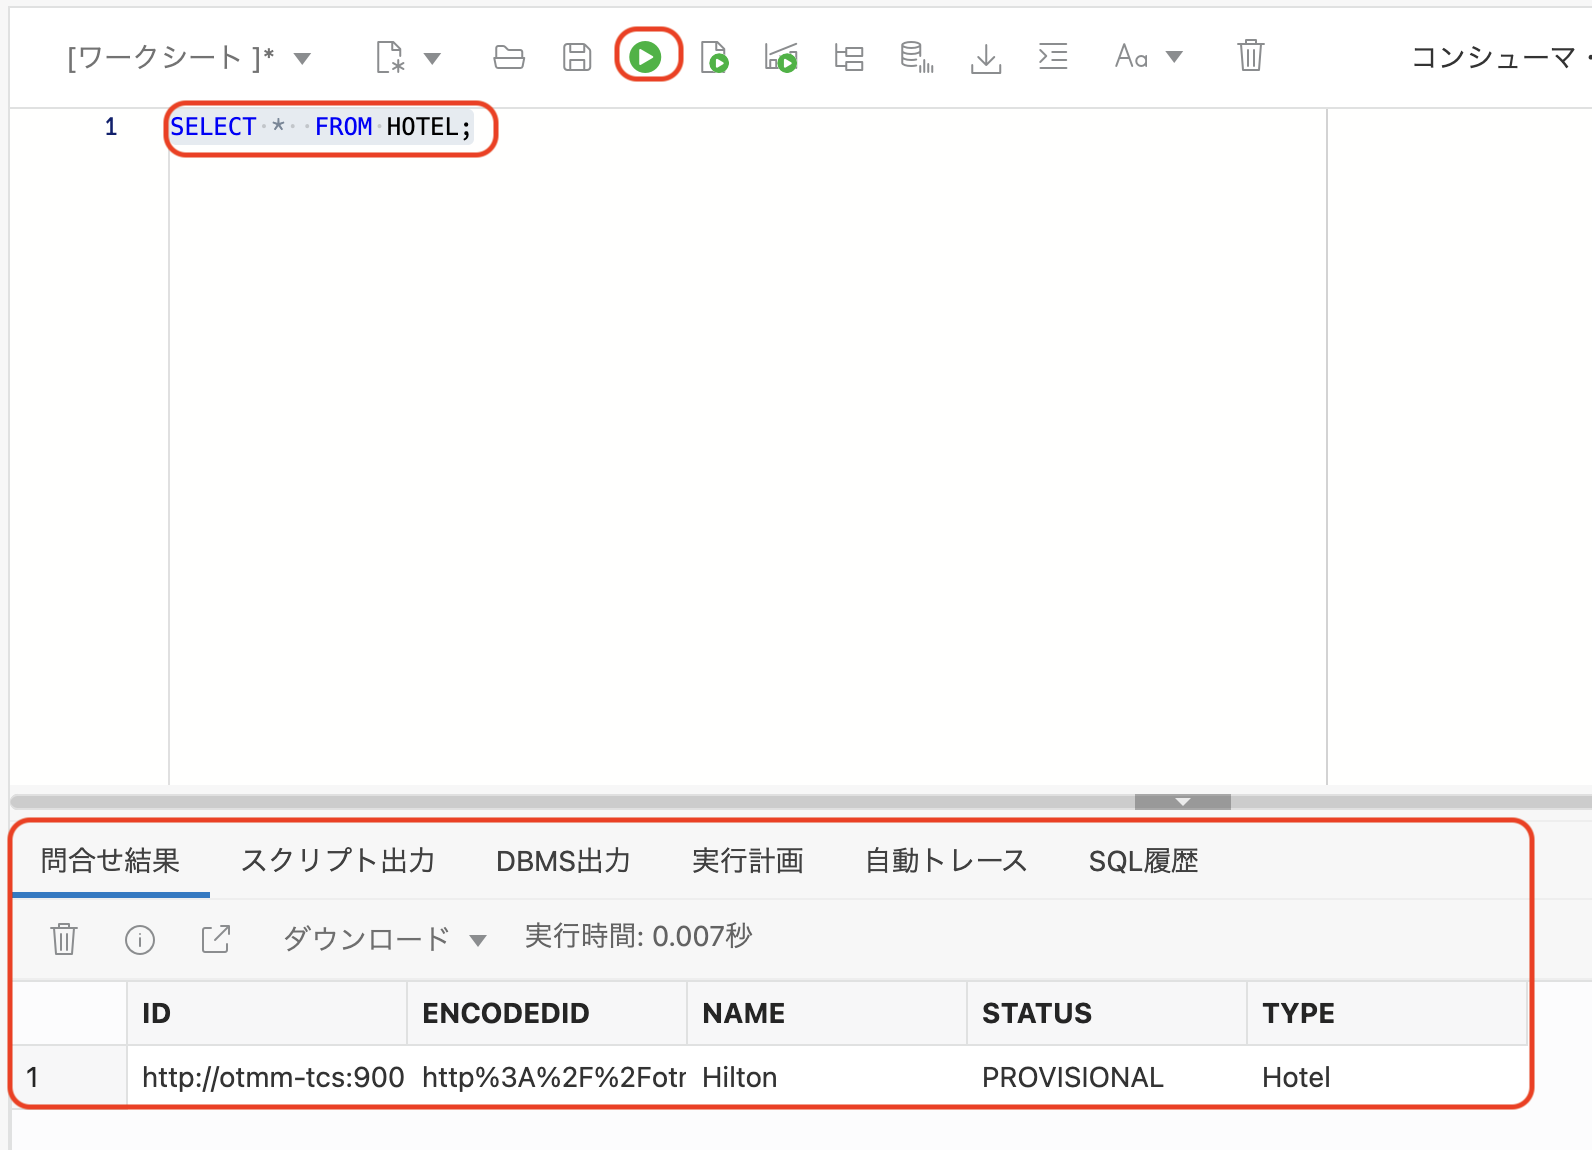 [ワークシート ]*
Aa
コンシューマ・
1
SELECT * FROM HOTEL;
問合せ結果 スクリプト出力 DBMS出力 実行計画 自動トレース SQL履歴
ダウンロード 実行時間: 0.007秒
ID ENCODEDID NAME STATUS TYPE
1 http://otmm-tcs:900 http%3A%2F%2Fotr Hilton PROVISIONAL Hotel